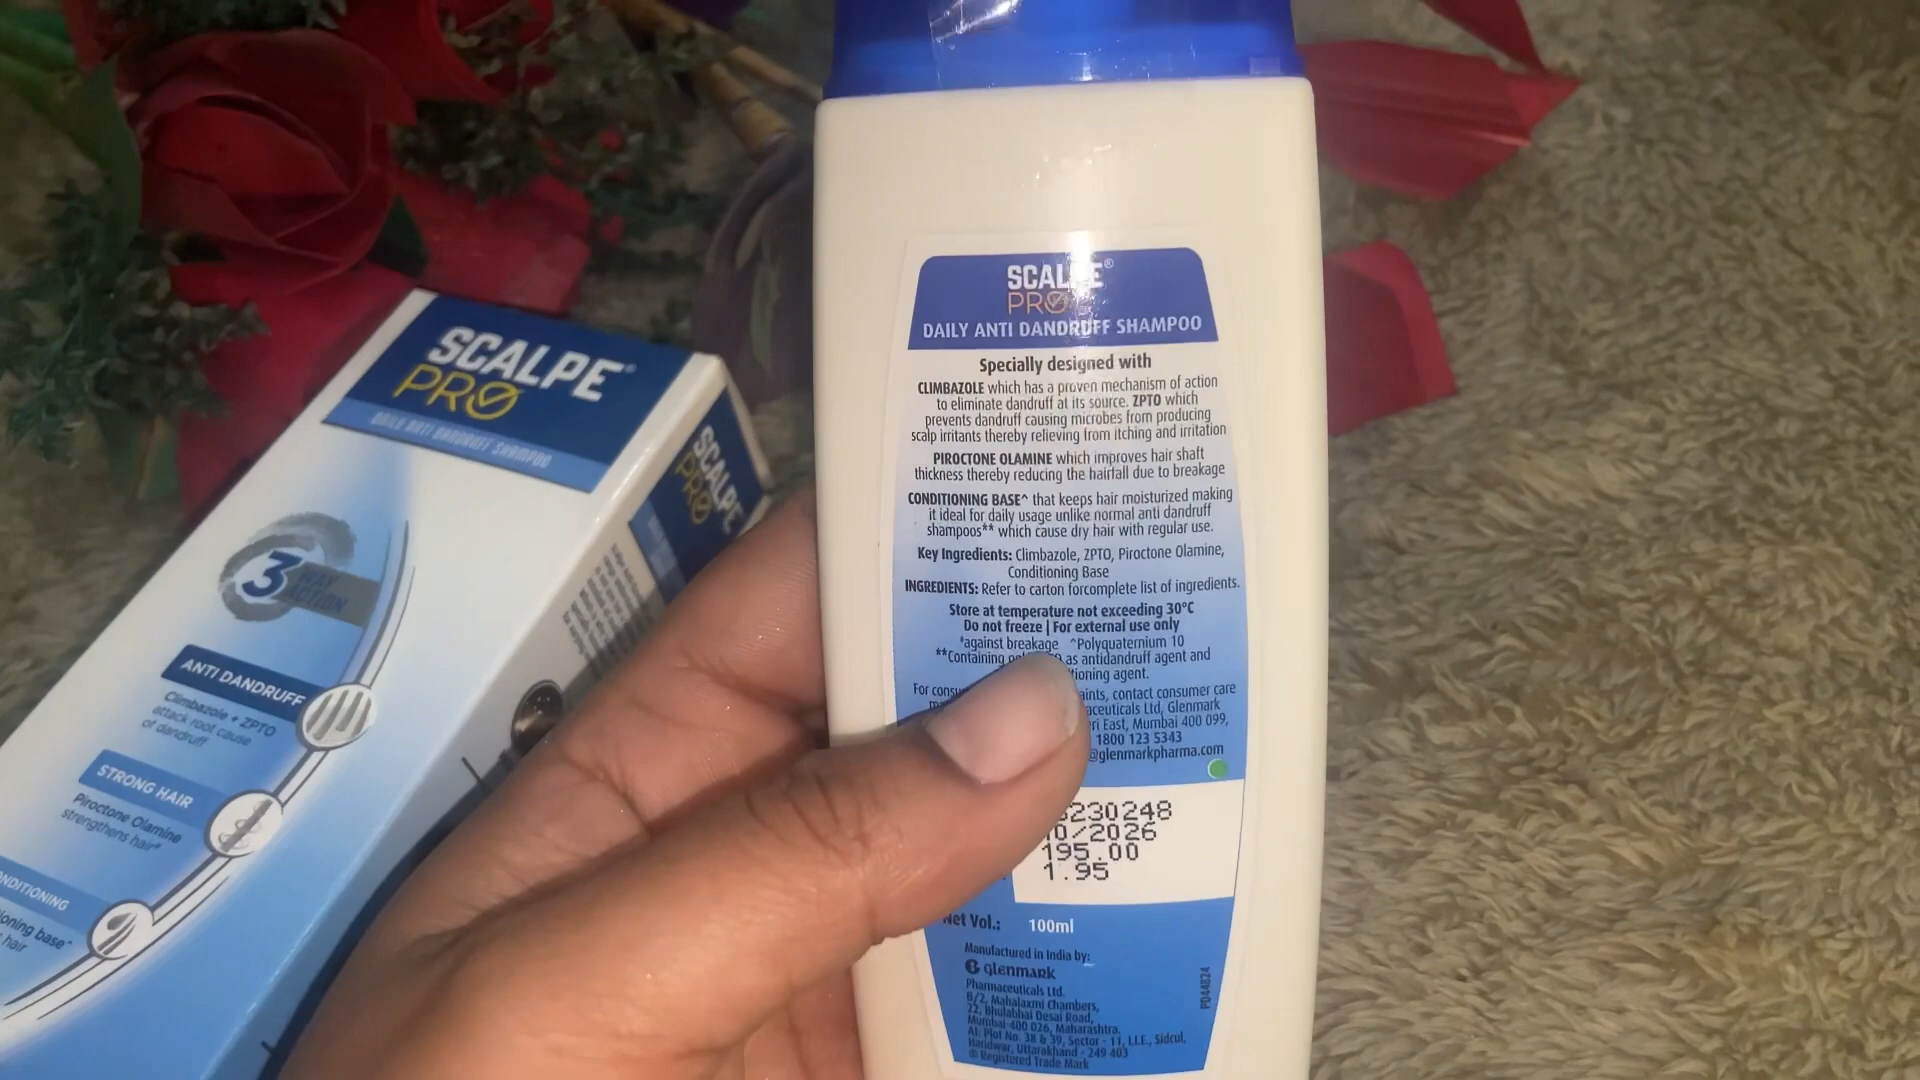 SCALPE®
PRO
DAILY ANTI DANDRUFF SHAMPOO
3
WAY
ACTION
ANTI DANDRUFF
Climbazole + ZPTO
attack root cause
of dandruff
STRONG HAIR
Piroctone Olamine
strengthens hair#
NDITIONING
ioning base^
hair
SCALPE
PRO
SCALPE®
PRO
DAILY ANTI DANDRUFF SHAMPOO
Specially designed with
CLIMBAZOLE which has a proven mechanism of action
to eliminate dandruff at its source. ZPTO which
prevents dandruff causing microbes from producing
scalp irritants thereby relieving from itching and irritation
PIROCTONE OLAMINE which improves hair shaft
thickness thereby reducing the hairfall due to breakage
CONDITIONING BASE^ that keeps hair moisturized making
it ideal for daily usage unlike normal anti dandruff
shampoos** which cause dry hair with regular use.
Key Ingredients: Climbazole, ZPTO, Piroctone Olamine,
Conditioning Base
INGREDIENTS: Refer to carton forcomplete list of ingredients.
Store at temperature not exceeding 30°C
Do not freeze | For external use only
*against breakage ^Polyquaternium 10
**Containing as antidandruff agent and
tioning agent.
For consu aints, contact consumer care
aceuticals Ltd, Glenmark
ri East, Mumbai 400 099,
1800 123 5343
@glenmarkpharma.com
230248
10/2026
195.00
1.95
Net Vol.: 100ml
Manufactured in India by:
glenmark
Pharmaceuticals Ltd.
B/2, Mahalaxmi Chambers,
22, Bhulabhai Desai Road,
Mumbai-400 026, Maharashtra.
At: Plot No. 38 & 39, Sector - 11, I.I.E., Sidcul,
Haridwar, Uttarakhand - 249 403
® Registered Trade Mark
PD44824